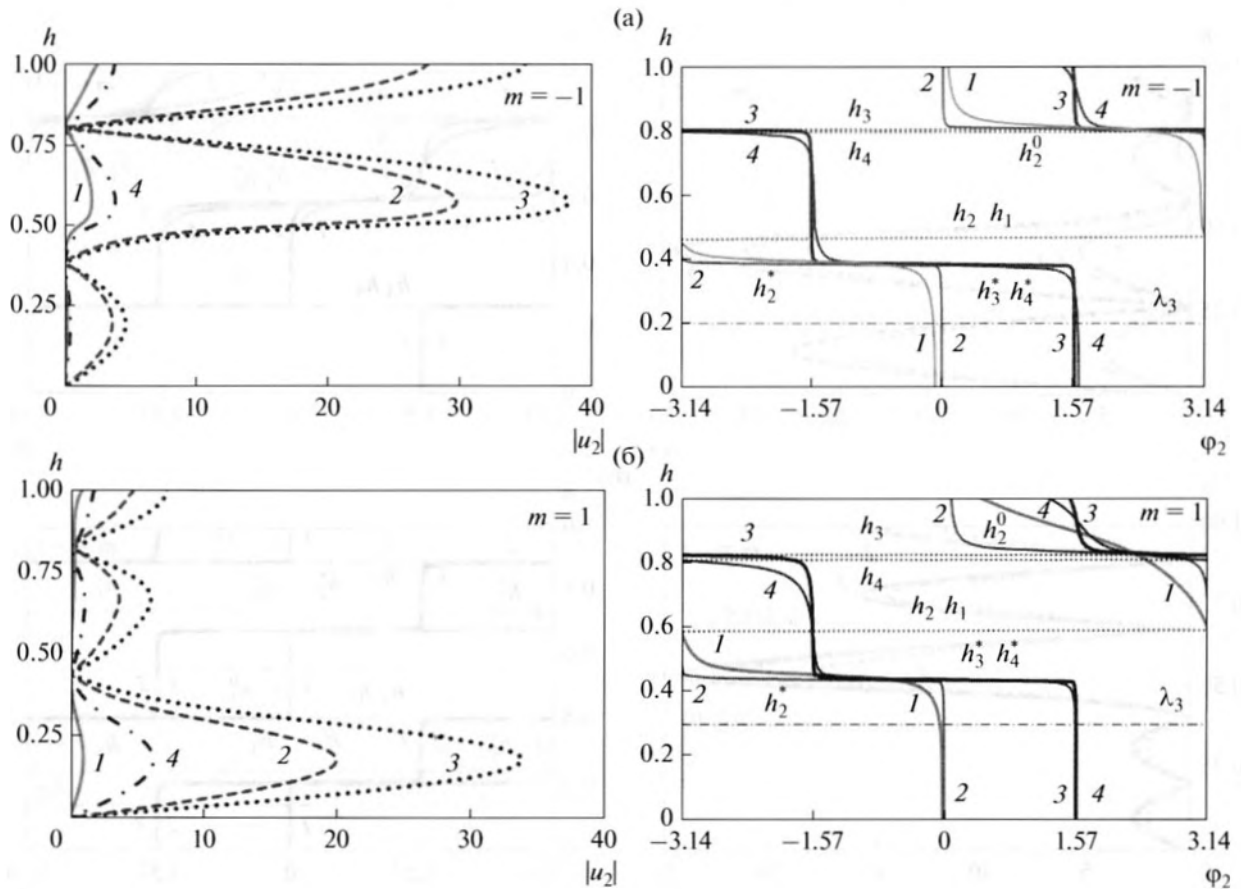 (а)
h
1.00
0.75
0.50
0.25
0
m = −1
1
4
2
3
0 10 20 30 40
|u₂|
h
1.0
0.8
0.6
0.4
0.2
0
2 1
3 4
m = −1
3
h₃
4
h₄
h₂⁰
h₂ h₁
2
h₂*
h₃* h₄*
λ₃
1 2 3 4
−3.14 −1.57 0 1.57 3.14
φ₂
(б)
h
1.00
0.75
0.50
0.25
0
m = 1
1
4
2
3
0 10 20 30 40
|u₂|
h
1.0
0.8
0.6
0.4
0.2
0
2
h₂⁰
4 3
m = 1
3
h₃
4
h₄
1
h₂ h₁
1
h₃* h₄*
2
h₂*
1
λ₃
2 3 4
−3.14 −1.57 0 1.57 3.14
φ₂